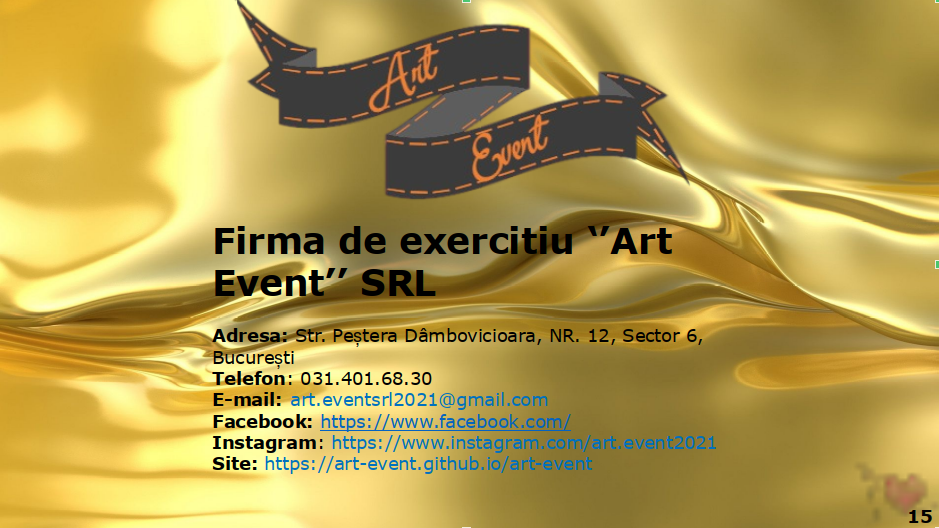 Art
Event
Firma de exercitiu ‘’Art
Event’’ SRL
Adresa: Str. Peștera Dâmbovicioara, NR. 12, Sector 6,
București
Telefon: 031.401.68.30
E-mail: art.eventsrl2021@gmail.com
Facebook: https://www.facebook.com/
Instagram: https://www.instagram.com/art.event2021
Site: https://art-event.github.io/art-event
15